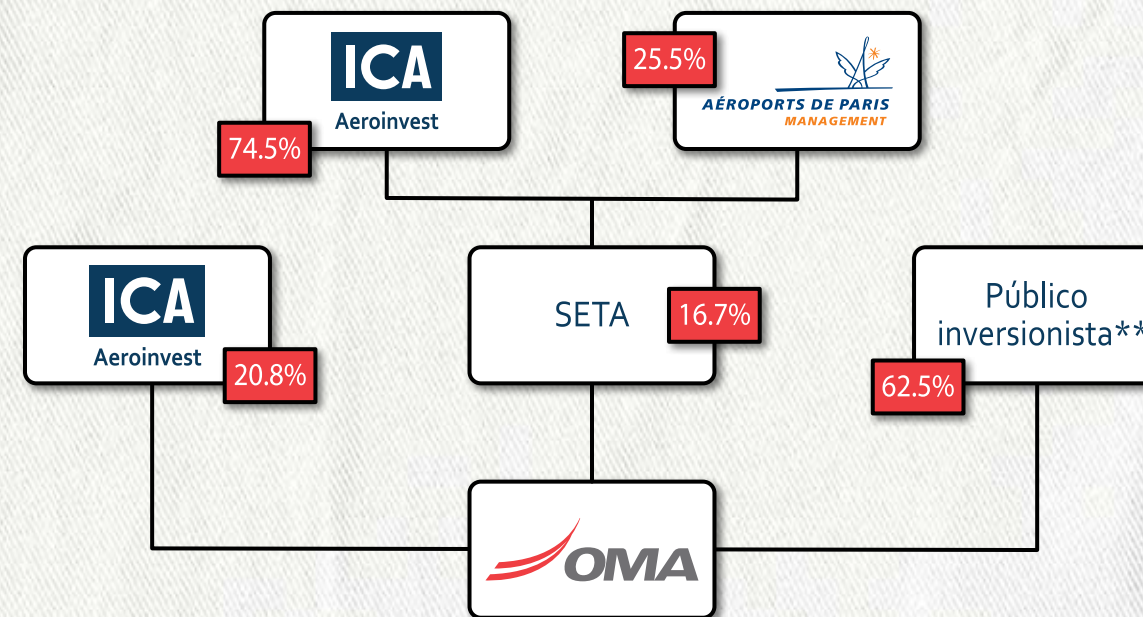 ICA
Aeroinvest
74.5%
25.5%
AÉROPORTS DE PARIS
MANAGEMENT
ICA
Aeroinvest
20.8%
SETA
16.7%
Público
inversionista**
62.5%
OMA